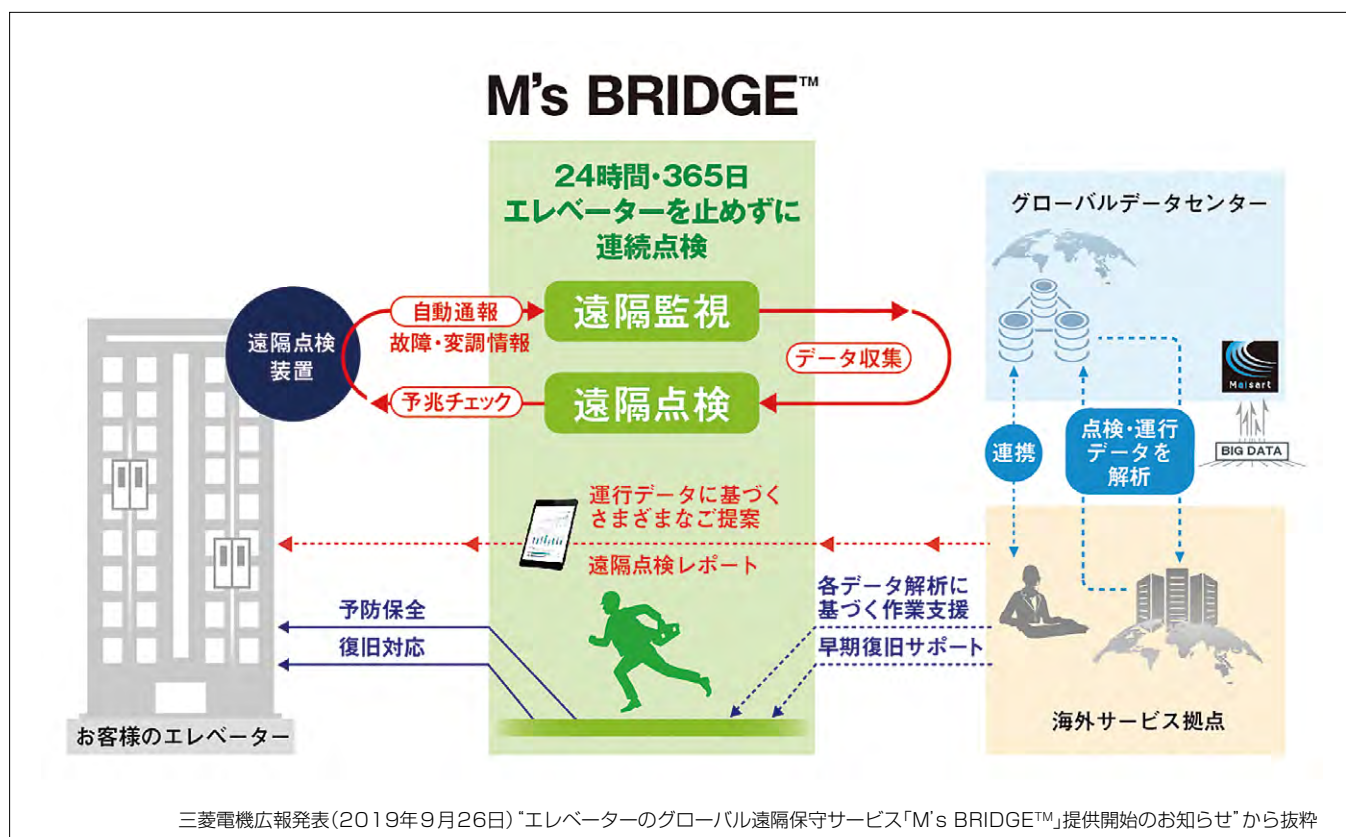 M's BRIDGE™
24時間・365日
エレベーターを止めずに
連続点検
グローバルデータセンター
遠隔点検
装置
自動通報
故障・変調情報
遠隔監視
データ収集
予兆チェック
遠隔点検
Maisart
BIG DATA
連携
点検・運行
データを
解析
運行データに基づく
さまざまなご提案
遠隔点検レポート
予防保全
復旧対応
各データ解析に
基づく作業支援
早期復旧サポート
お客様のエレベーター
海外サービス拠点
三菱電機広報発表(2019年9月26日)“エレベーターのグローバル遠隔保守サービス「M's BRIDGE™」提供開始のお知らせ”から抜粋